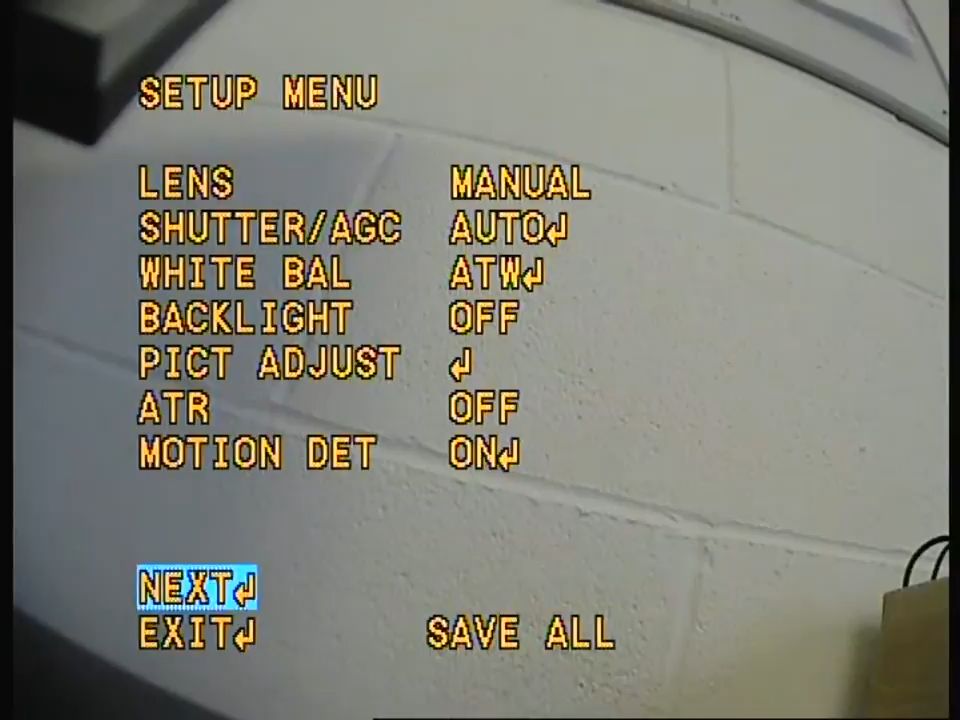 SETUP MENU
LENS MANUAL
SHUTTER/AGC AUTO↵
WHITE BAL ATW↵
BACKLIGHT OFF
PICT ADJUST ↵
ATR OFF
MOTION DET ON↵
NEXT↵
EXIT↵ SAVE ALL